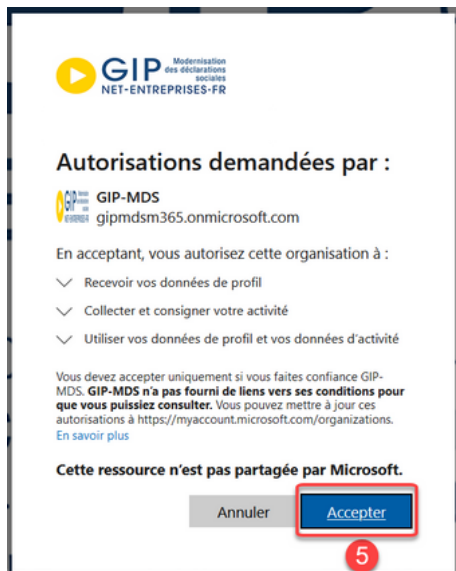 GIP Modernisation
des déclarations
sociales
NET-ENTREPRISES-FR
Autorisations demandées par :
GIP-MDS
gipmdsm365.onmicrosoft.com
En acceptant, vous autorisez cette organisation à :
Recevoir vos données de profil
Collecter et consigner votre activité
Utiliser vos données de profil et vos données d'activité
Vous devez accepter uniquement si vous faites confiance GIP-
MDS. GIP-MDS n'a pas fourni de liens vers ses conditions pour
que vous puissiez consulter. Vous pouvez mettre à jour ces
autorisations à https://myaccount.microsoft.com/organizations.
En savoir plus
Cette ressource n'est pas partagée par Microsoft.
Annuler Accepter
5